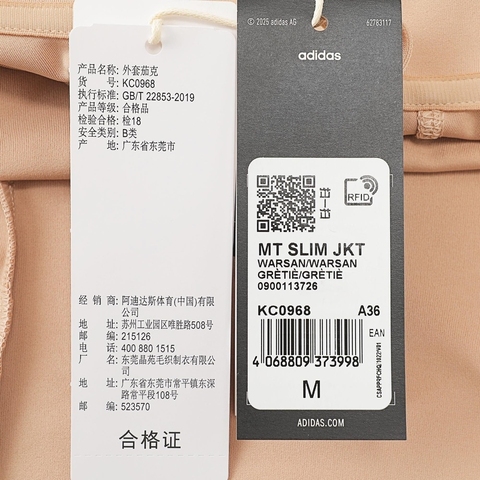 产品名称: 外套茄克
货 号: KC0968
执行标准: GB/T 22853-2019
产品等级: 合格品
检验合格: 检18
安全类别: B类
产 地: 广东省东莞市
经 销 商: 阿迪达斯体育(中国)有限
公司
地 址: 苏州工业园区唯胜路508号
邮 编: 215126
电 话: 400 880 1515
厂 名: 东莞晶苑毛织制衣有限公
司
地 址: 广东省东莞市常平镇东深
路常平段108号
邮 编: 523570
合格证
© 2025 adidas AG
62783117
adidas
RFID
MT SLIM JKT
WARSAN/WARSAN
GRÈTIÈ/GRÈTIÈ
0900113726
KC0968 A36
EAN
4 068809 373998
M
ADIDAS.COM